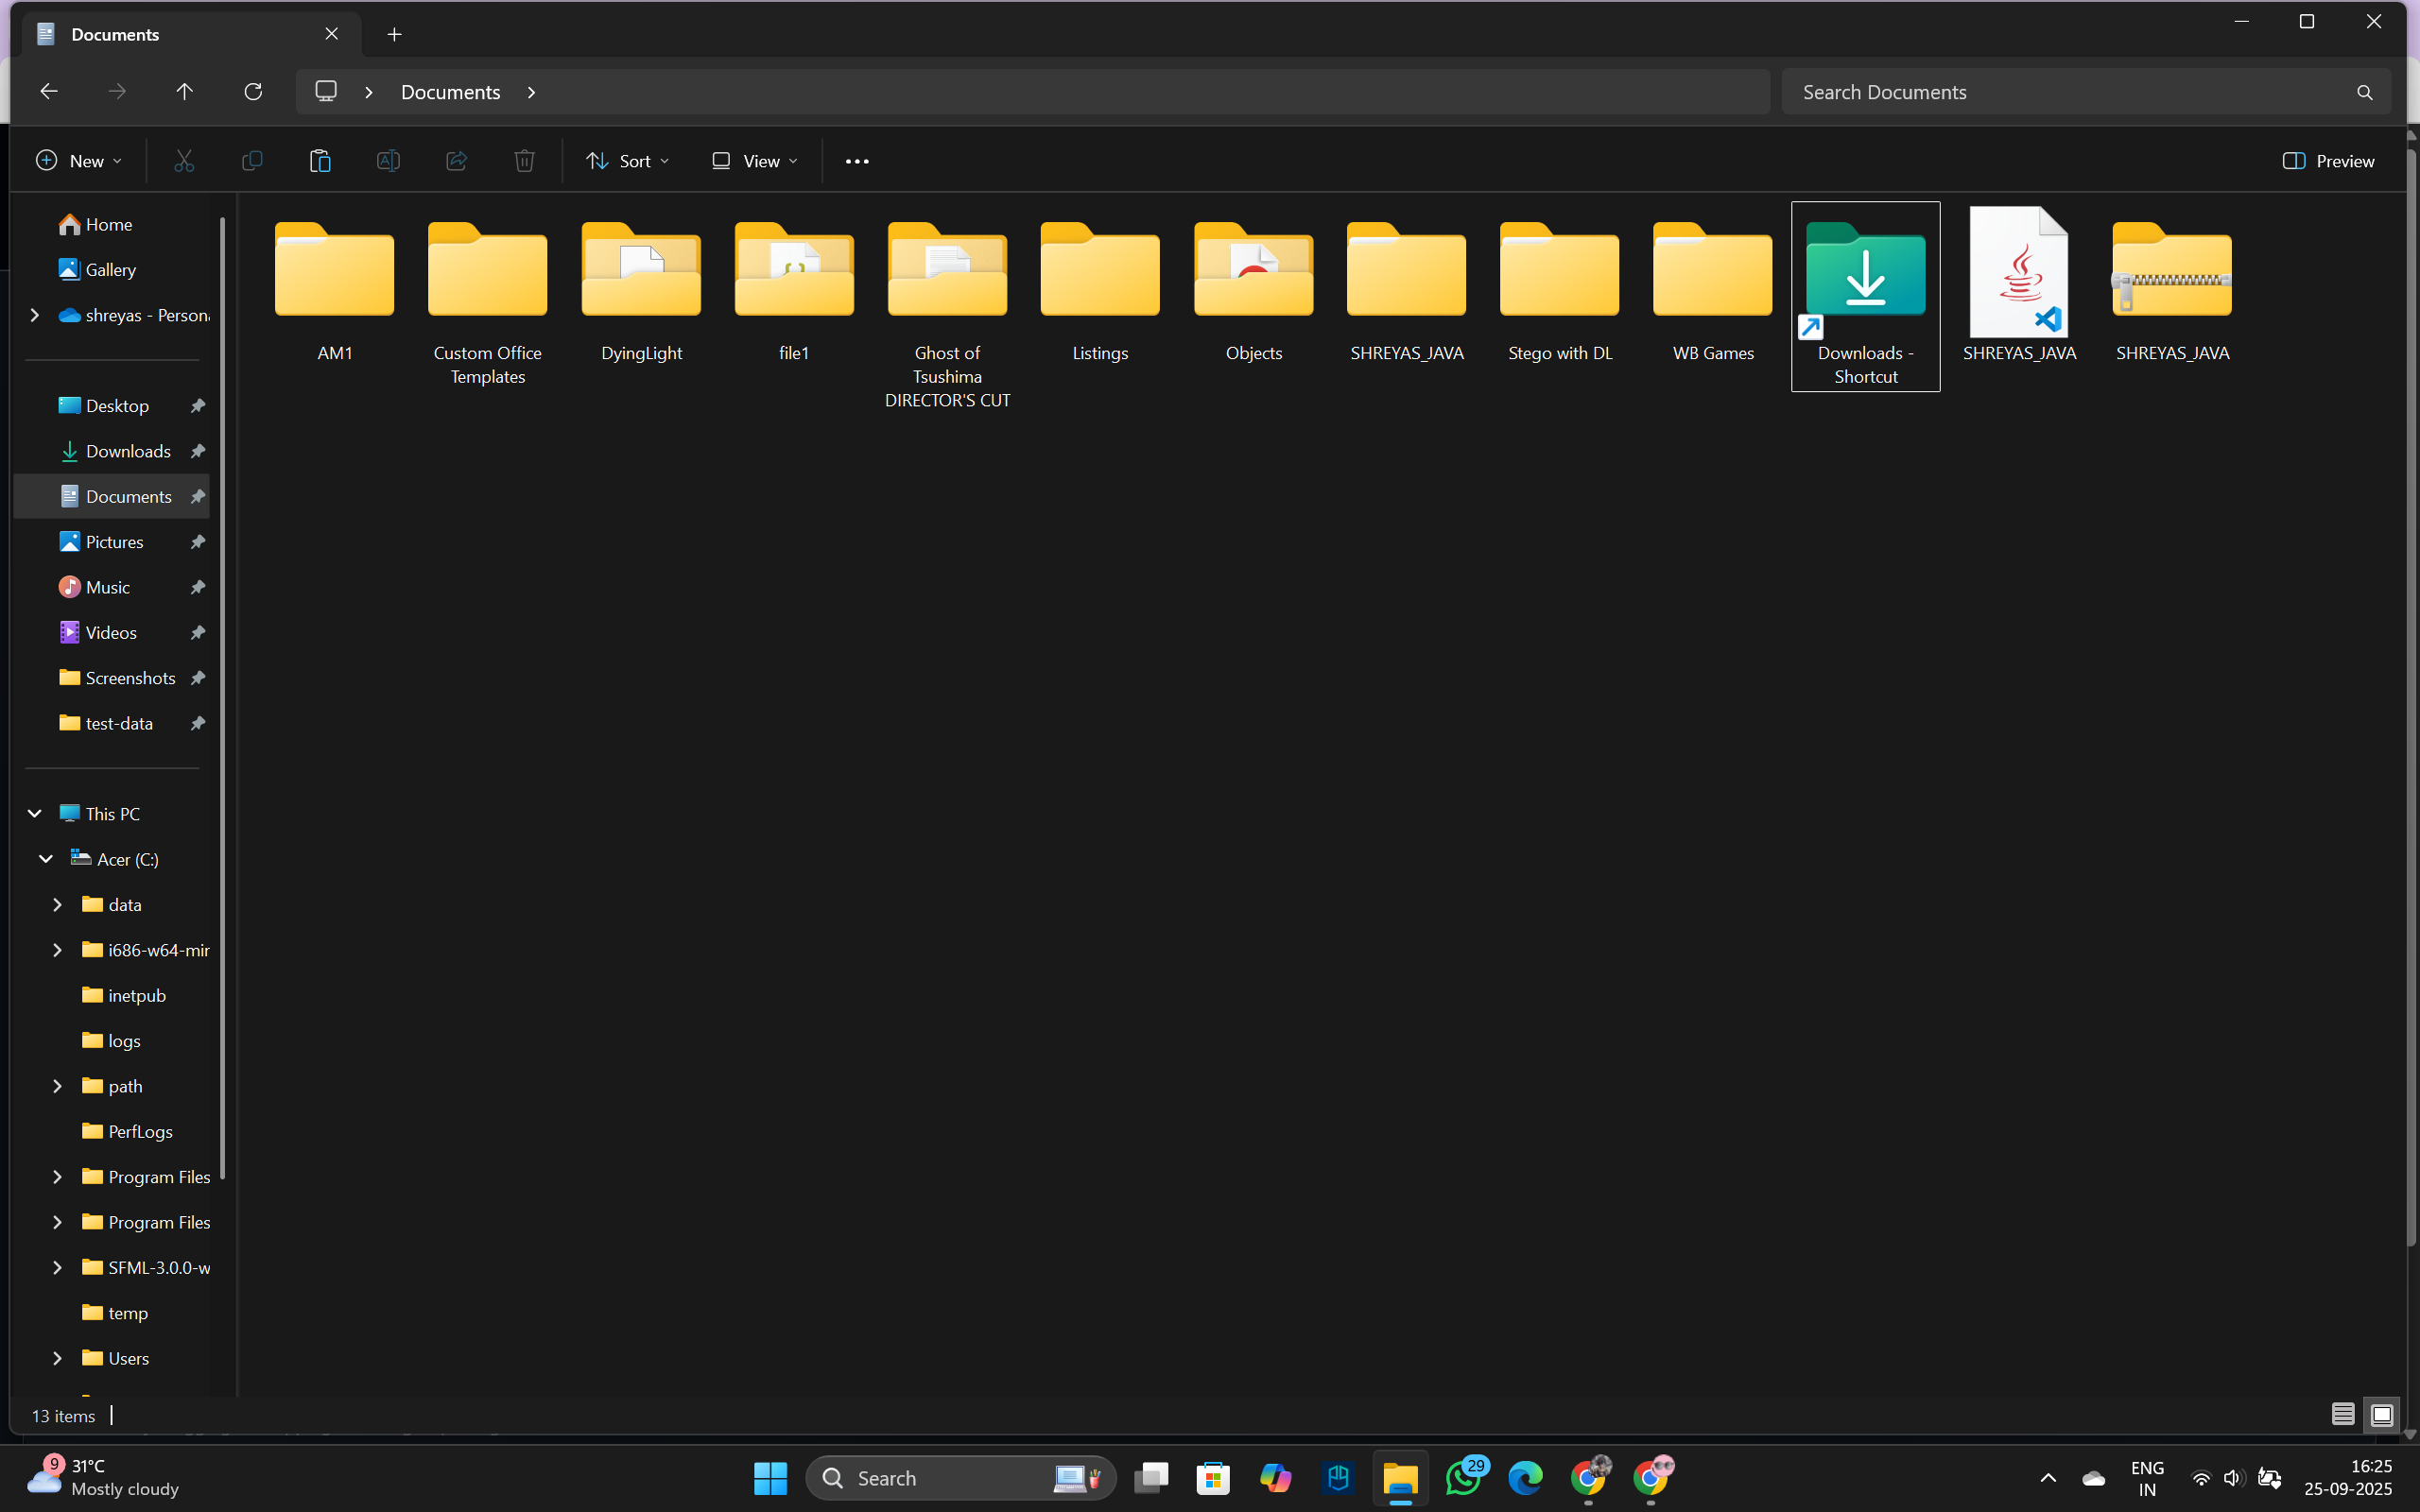 Documents
Documents
Search Documents
New
Sort
View
Preview
Home
Gallery
shreyas - Person
Desktop
Downloads
Documents
Pictures
Music
Videos
Screenshots
test-data
This PC
Acer (C:)
data
i686-w64-mir
inetpub
logs
path
PerfLogs
Program Files
Program Files
SFML-3.0.0-w
temp
Users
AM1
Custom Office
Templates
DyingLight
file1
Ghost of
Tsushima
DIRECTOR'S CUT
Listings
Objects
SHREYAS_JAVA
Stego with DL
WB Games
Downloads -
Shortcut
SHREYAS_JAVA
SHREYAS_JAVA
13 items
9
31°C
Mostly cloudy
Search
29
ENG
IN
16:25
25-09-2025